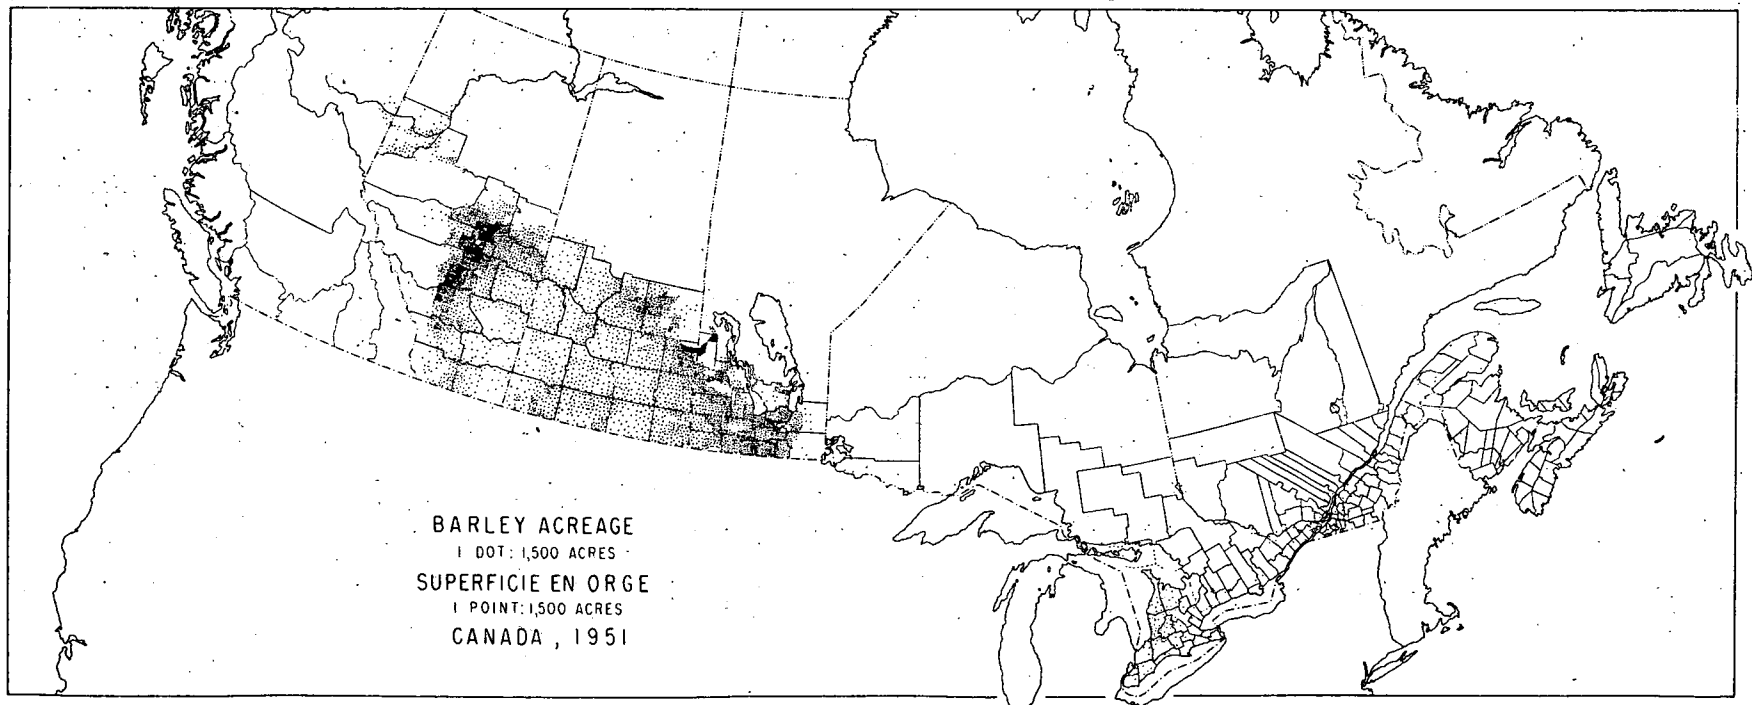 BARLEY ACREAGE
1 DOT: 1,500 ACRES
SUPERFICIE EN ORGE
1 POINT: 1,500 ACRES
CANADA, 1951